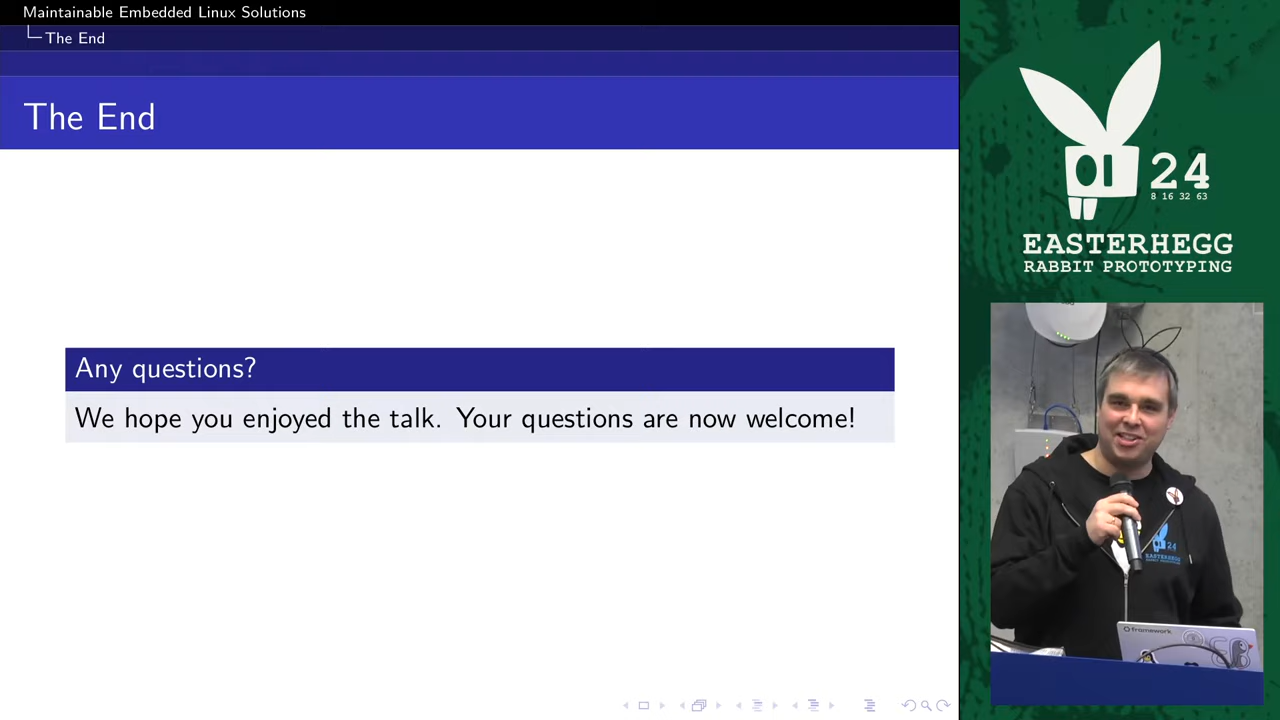 Maintainable Embedded Linux Solutions
The End
The End
Any questions?
We hope you enjoyed the talk. Your questions are now welcome!
24
8 16 32 63
EASTERHEGG
RABBIT PROTOTYPING
24
framework